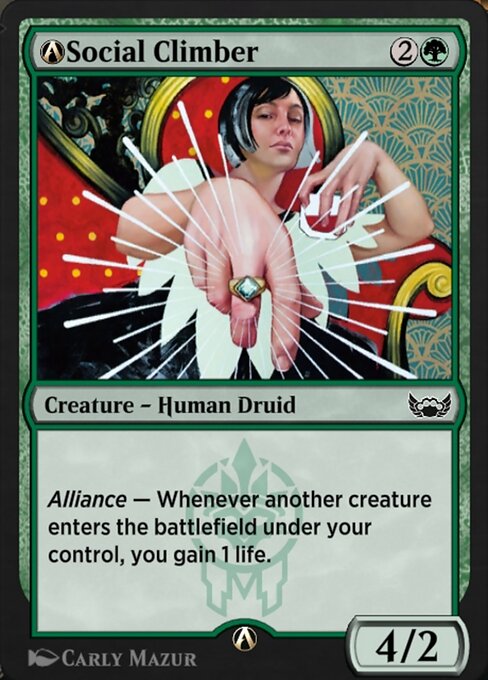 Social Climber 2
Creature – Human Druid
Alliance — Whenever another creature
enters the battlefield under your
control, you gain 1 life.
4/2
Carly Mazur